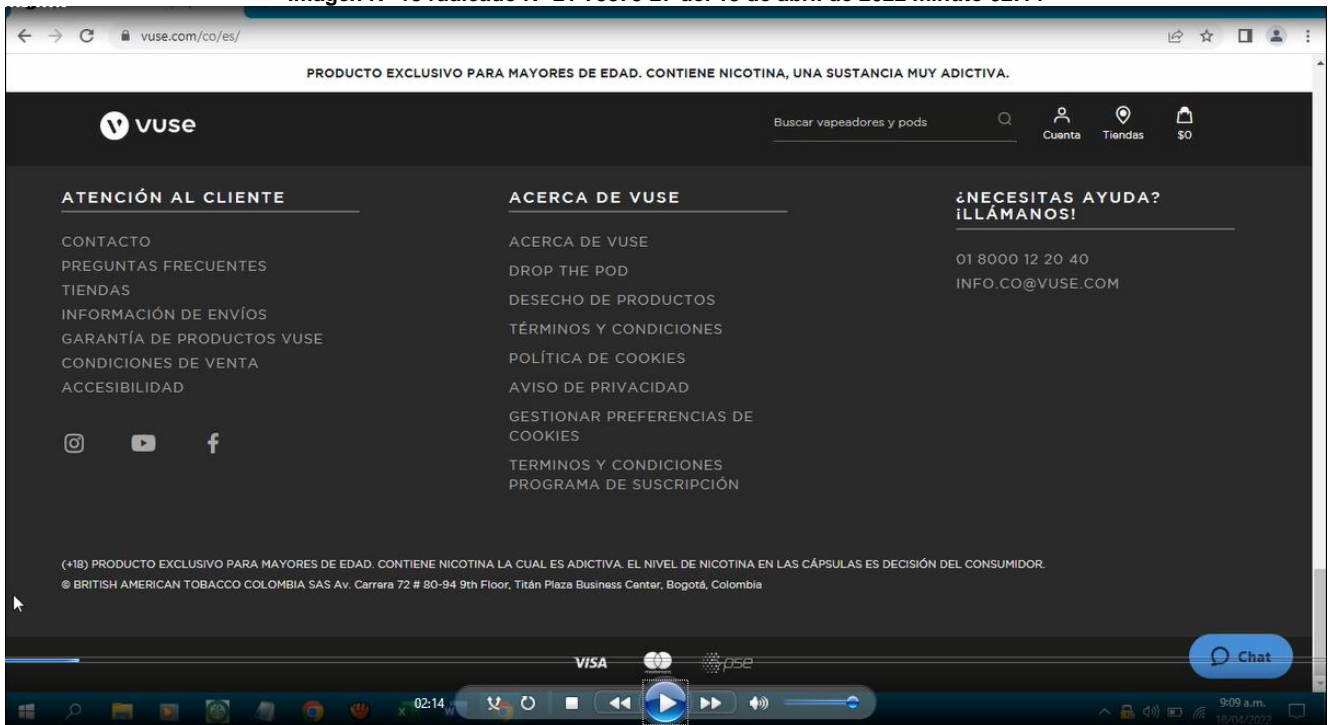 vuse.com/co/es/
PRODUCTO EXCLUSIVO PARA MAYORES DE EDAD. CONTIENE NICOTINA, UNA SUSTANCIA MUY ADICTIVA.
vuse
Buscar vapeadores y pods
Cuenta
Tiendas
$0
ATENCIÓN AL CLIENTE
CONTACTO
PREGUNTAS FRECUENTES
TIENDAS
INFORMACIÓN DE ENVÍOS
GARANTÍA DE PRODUCTOS VUSE
CONDICIONES DE VENTA
ACCESIBILIDAD
ACERCA DE VUSE
ACERCA DE VUSE
DROP THE POD
DESECHO DE PRODUCTOS
TÉRMINOS Y CONDICIONES
POLÍTICA DE COOKIES
AVISO DE PRIVACIDAD
GESTIONAR PREFERENCIAS DE
COOKIES
TERMINOS Y CONDICIONES
PROGRAMA DE SUSCRIPCIÓN
¿NECESITAS AYUDA?
¡LLÁMANOS!
01 8000 12 20 40
INFO.CO@VUSE.COM
(+18) PRODUCTO EXCLUSIVO PARA MAYORES DE EDAD. CONTIENE NICOTINA LA CUAL ES ADICTIVA. EL NIVEL DE NICOTINA EN LAS CÁPSULAS ES DECISIÓN DEL CONSUMIDOR.
© BRITISH AMERICAN TOBACCO COLOMBIA SAS Av. Carrera 72 # 80-94 9th Floor, Titán Plaza Business Center, Bogotá, Colombia
VISA
pse
Chat
02:14
9:09 a.m.
18/04/2022